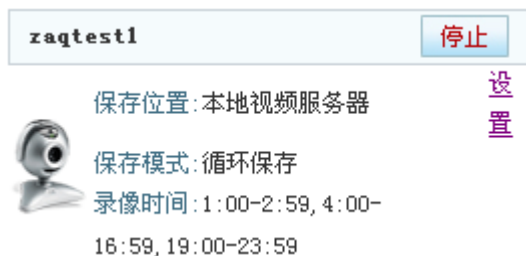 zaqtest1
停止
保存位置:本地视频服务器
设
置
保存模式:循环保存
录像时间:1:00-2:59,4:00-
16:59,19:00-23:59